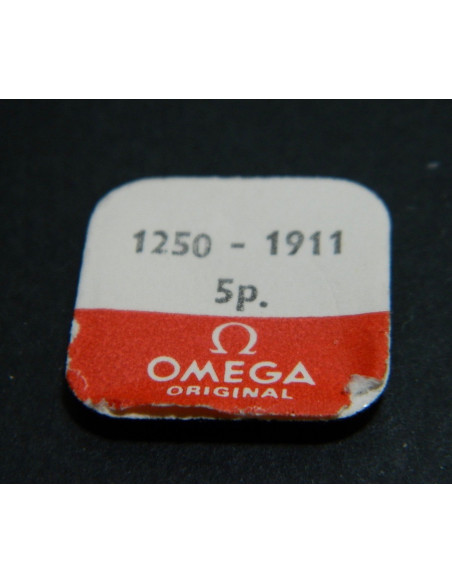 1250 - 1911
5p.
Ω
OMEGA
ORIGINAL